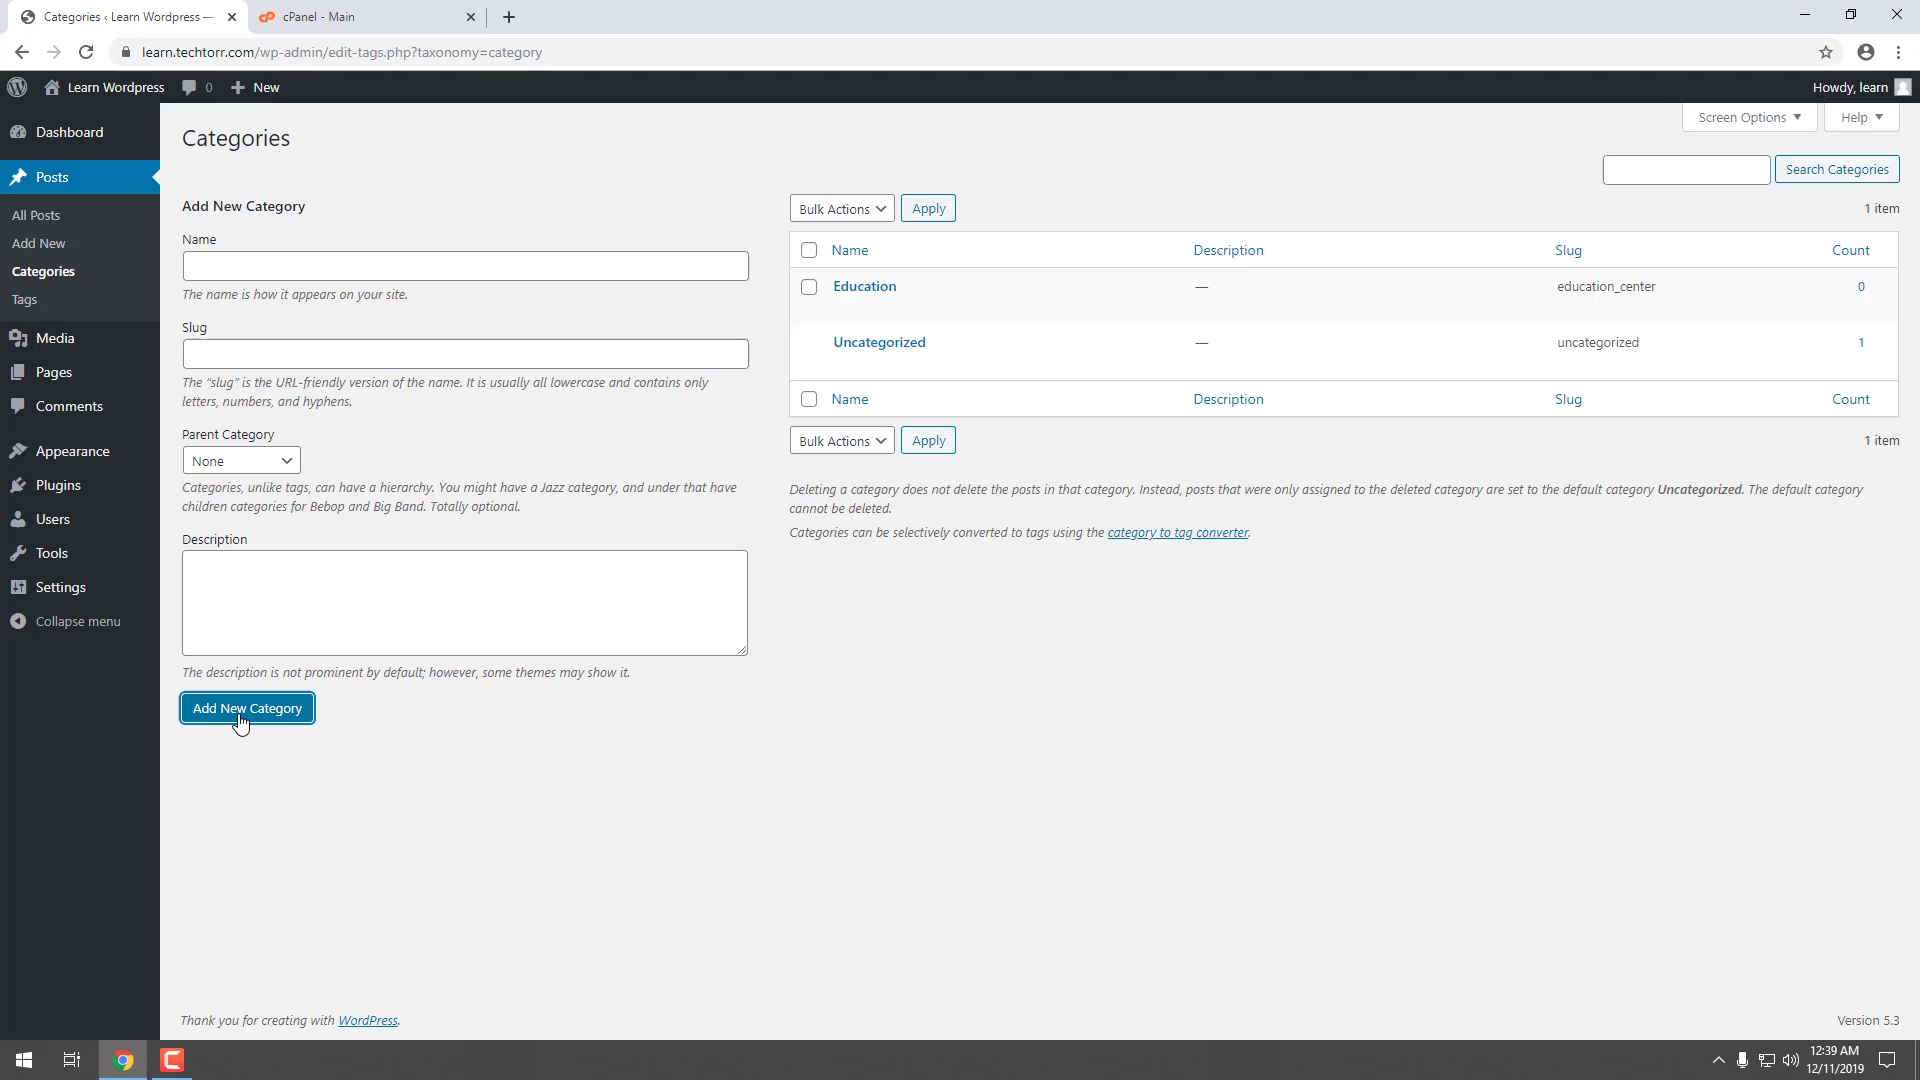 Categories ‹ Learn Wordpress —
cPanel - Main
learn.techtorr.com/wp-admin/edit-tags.php?taxonomy=category
Learn Wordpress
0
New
Howdy, learn
Dashboard
Posts
All Posts
Add New
Categories
Tags
Media
Pages
Comments
Appearance
Plugins
Users
Tools
Settings
Collapse menu
Categories
Screen Options
Help
Search Categories
Add New Category
Name
The name is how it appears on your site.
Slug
The “slug” is the URL-friendly version of the name. It is usually all lowercase and contains only
letters, numbers, and hyphens.
Parent Category
None
Categories, unlike tags, can have a hierarchy. You might have a Jazz category, and under that have
children categories for Bebop and Big Band. Totally optional.
Description
The description is not prominent by default; however, some themes may show it.
Add New Category
Bulk Actions Apply 1 item
Name Description Slug Count
Education — education_center 0
Uncategorized — uncategorized 1
Name Description Slug Count
Bulk Actions Apply 1 item
Deleting a category does not delete the posts in that category. Instead, posts that were only assigned to the deleted category are set to the default category Uncategorized. The default category
cannot be deleted.
Categories can be selectively converted to tags using the category to tag converter.
Thank you for creating with WordPress.
Version 5.3
12:39 AM
12/11/2019